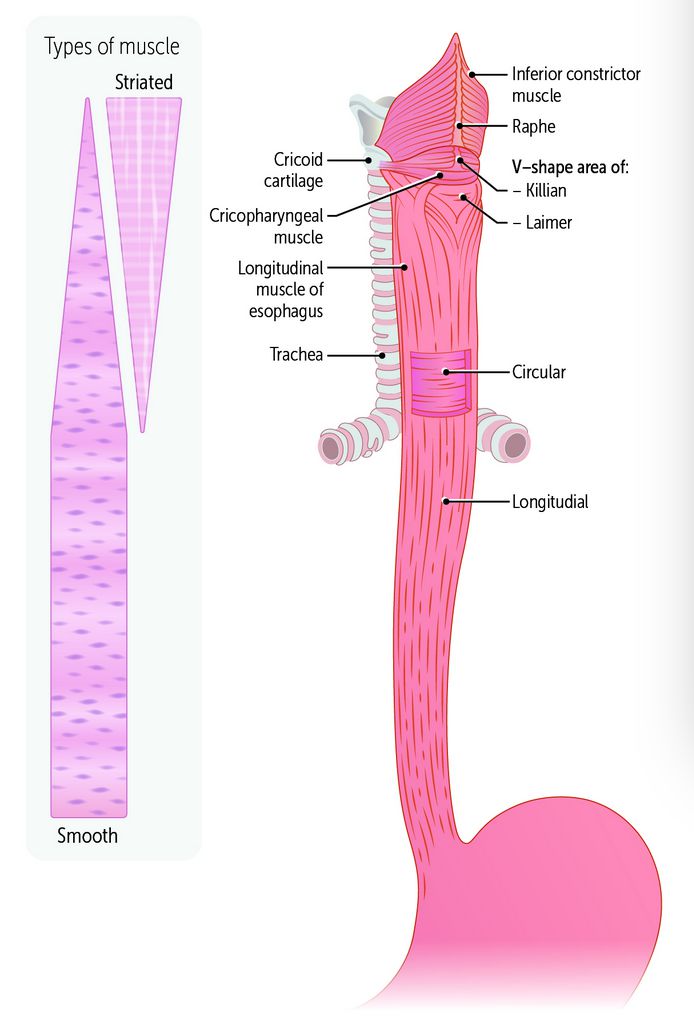 Types of muscle
Striated
Smooth
Inferior constrictor
muscle
Raphe
Cricoid
cartilage
V–shape area of:
– Killian
– Laimer
Cricopharyngeal
muscle
Longitudinal
muscle of
esophagus
Trachea
Circular
Longitudial